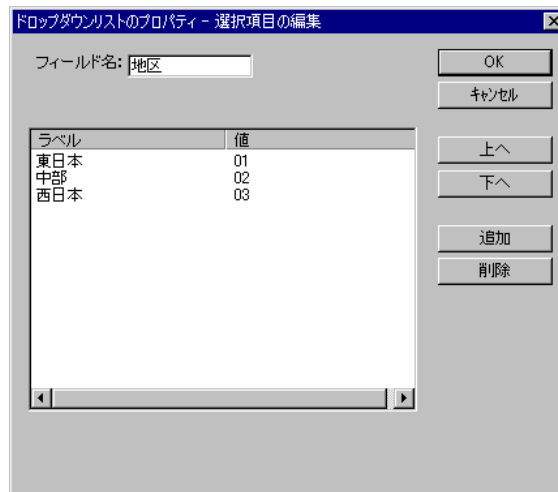 ドロップダウンリストのプロパティ - 選択項目の編集
フィールド名: 地区
OK
キャンセル
ラベル 値
東日本 01
中部 02
西日本 03
上へ
下へ
追加
削除